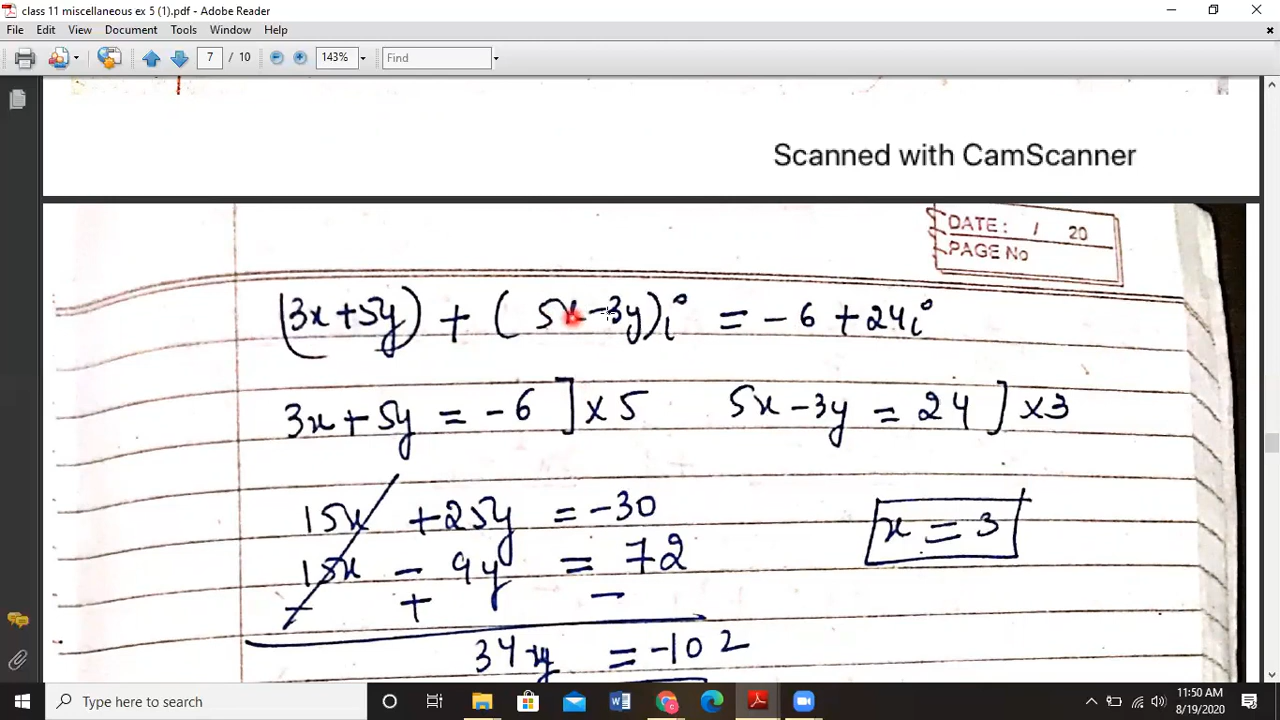 class 11 miscellaneous ex 5 (1).pdf - Adobe Reader
File Edit View Document Tools Window Help
7 / 10 143% Find
Scanned with CamScanner
DATE : / 20
PAGE No
(3x+5y) + (5x-3y)i = -6 +24i
3x+5y = -6 ] ×5 5x -3y = 24 ] ×3
15x +25y = -30
x = 3
15x - 9y = 72
- + -
34y = -102
Type here to search
11:50 AM
8/19/2020